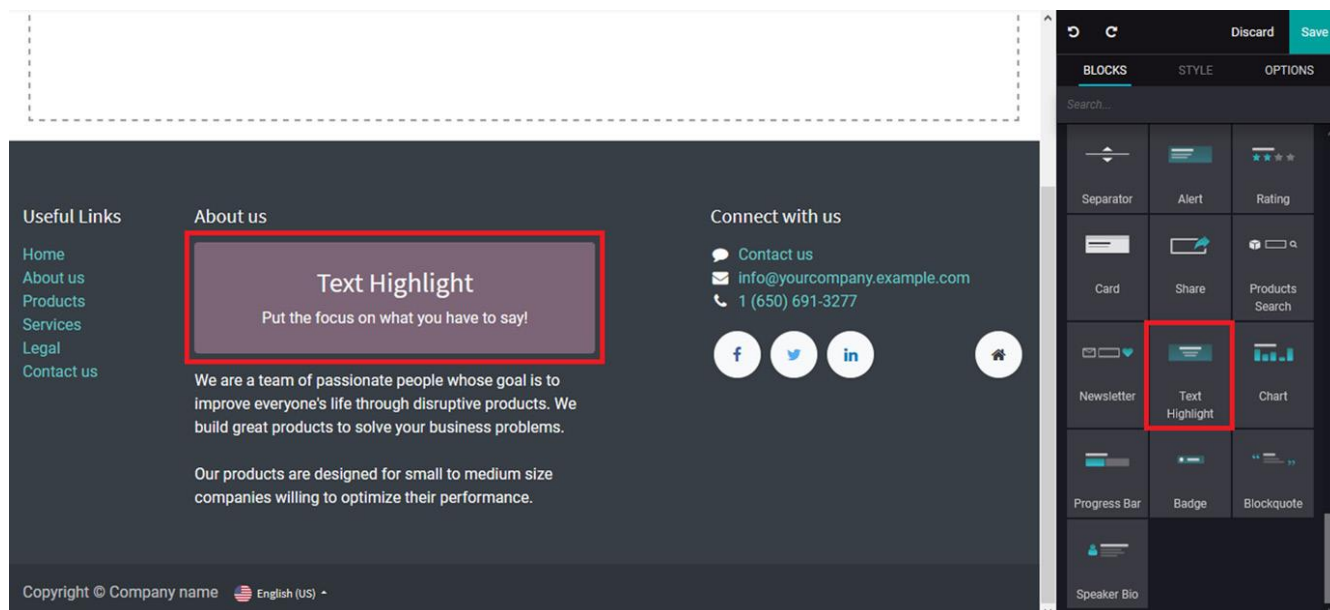 Discard Save
BLOCKS STYLE OPTIONS
Search...
Separator Alert Rating
Card Share Products
Search
Newsletter Text Chart
Highlight
Progress Bar Badge Blockquote
Speaker Bio
Useful Links
Home
About us
Products
Services
Legal
Contact us
About us
Text Highlight
Put the focus on what you have to say!
We are a team of passionate people whose goal is to
improve everyone's life through disruptive products. We
build great products to solve your business problems.
Our products are designed for small to medium size
companies willing to optimize their performance.
Connect with us
Contact us
info@yourcompany.example.com
1 (650) 691-3277
f in
Copyright © Company name English (US)